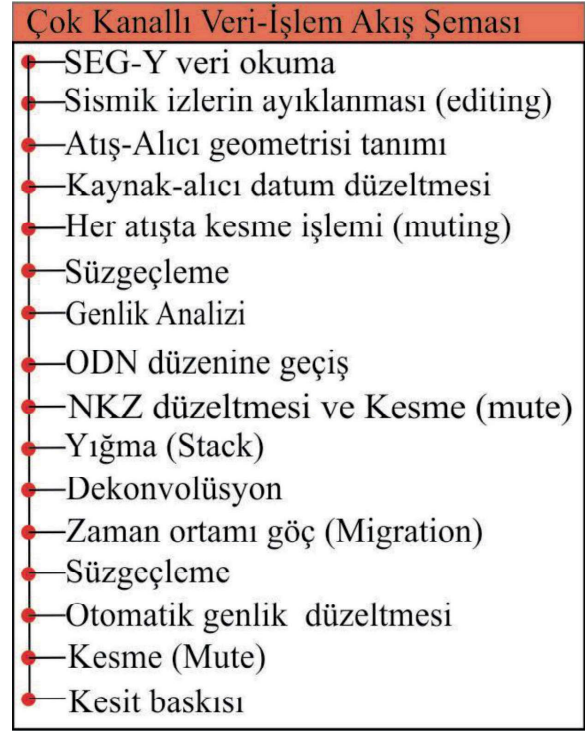 Çok Kanallı Veri-İşlem Akış Şeması
SEG-Y veri okuma
Sismik izlerin ayıklanması (editing)
Atış-Alıcı geometrisi tanımı
Kaynak-alıcı datum düzeltmesi
Her atışta kesme işlemi (muting)
Süzgeçleme
Genlik Analizi
ODN düzenine geçiş
NKZ düzeltmesi ve Kesme (mute)
Yığma (Stack)
Dekonvolüsyon
Zaman ortamı göç (Migration)
Süzgeçleme
Otomatik genlik düzeltmesi
Kesme (Mute)
Kesit baskısı